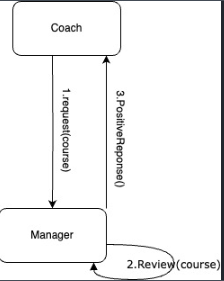 Coach
1.request(course)
3.PositiveReponse()
Manager
2.Review(course)